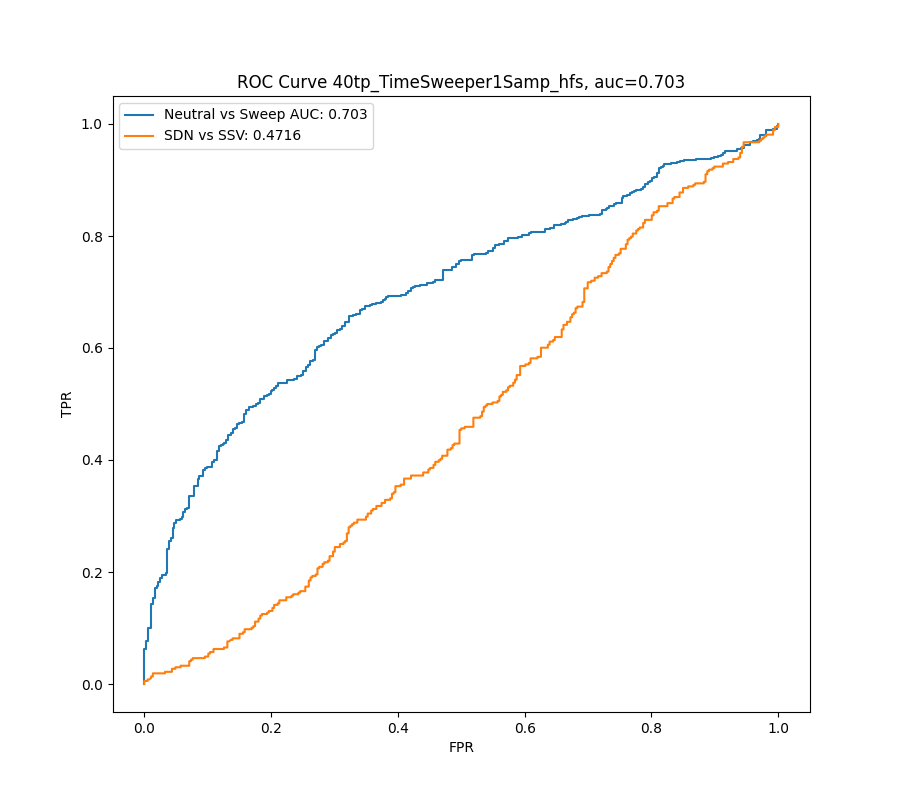 ROC Curve 40tp_TimeSweeper1Samp_hfs, auc=0.703
Neutral vs Sweep AUC: 0.703
SDN vs SSV: 0.4716
1.0
0.8
0.6
0.4
0.2
0.0
TPR
0.0 0.2 0.4 0.6 0.8 1.0
FPR